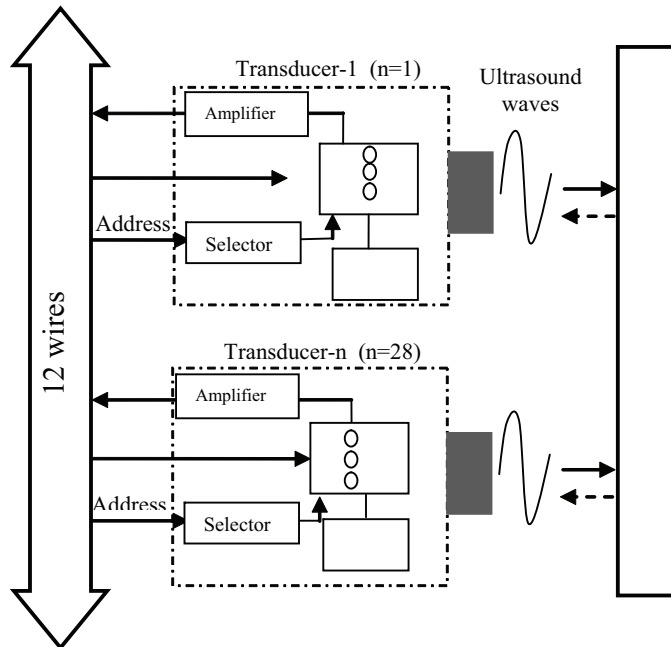 Transducer-1 (n=1)
Ultrasound
waves
Amplifier
Address
Selector
12 wires
Transducer-n (n=28)
Amplifier
Address
Selector